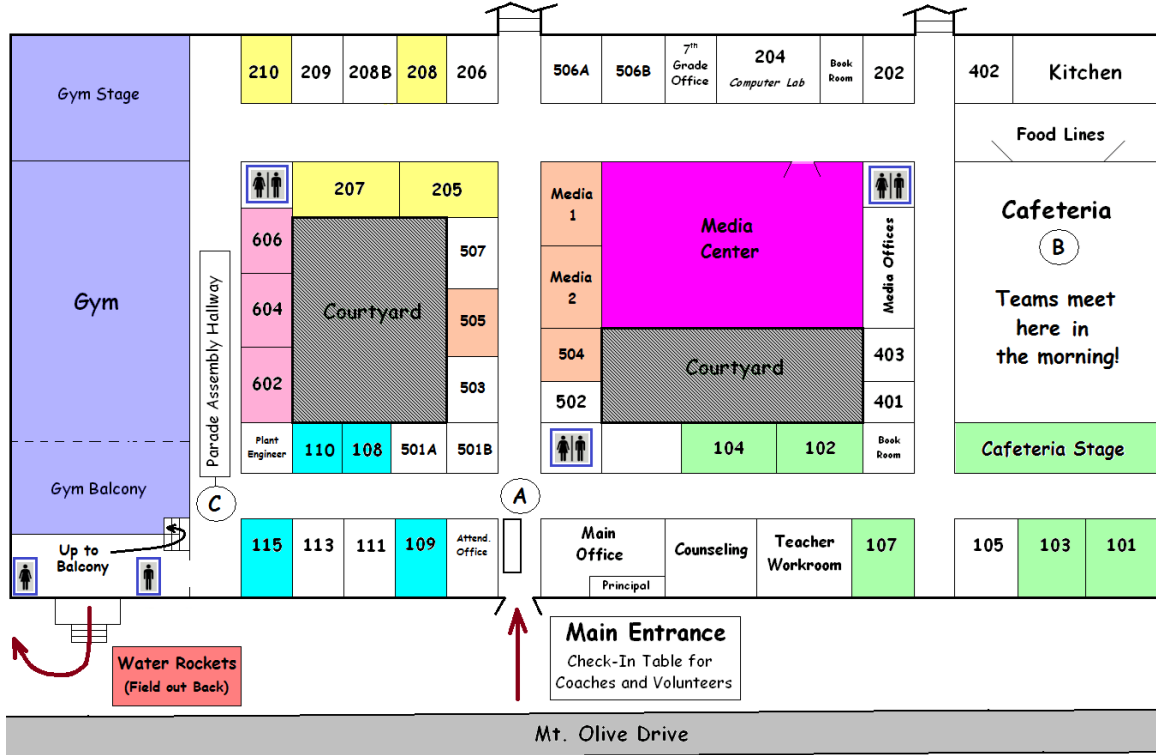 210
209
208B
208
206
506A
506B
7th
Grade
Office
204
Computer Lab
Book
Room
202
402
Kitchen
Gym Stage
Food Lines
207
205
Media
1
Media
Center
Cafeteria
B
606
507
Media Offices
Media
2
Teams meet
here in
the morning!
Gym
604
Courtyard
505
Parade Assembly Hallway
504
Courtyard
403
602
503
502
401
Plant
Engineer
110
108
501A
501B
104
102
Book
Room
Cafeteria Stage
Gym Balcony
C
A
Up to
Balcony
115
113
111
109
Attend.
Office
Main
Office
Principal
Counseling
Teacher
Workroom
107
105
103
101
Water Rockets
(Field out Back)
Main Entrance
Check-In Table for
Coaches and Volunteers
Mt. Olive Drive